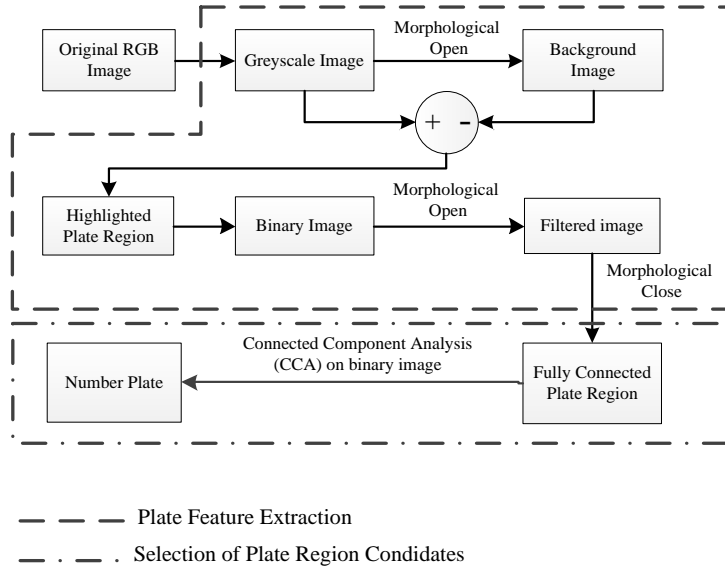 Original RGB
Image
Greyscale Image
Morphological
Open
Background
Image
+ -
Highlighted
Plate Region
Binary Image
Morphological
Open
Filtered image
Morphological
Close
Number Plate
Connected Component Analysis
(CCA) on binary image
Fully Connected
Plate Region
Plate Feature Extraction
Selection of Plate Region Candidates